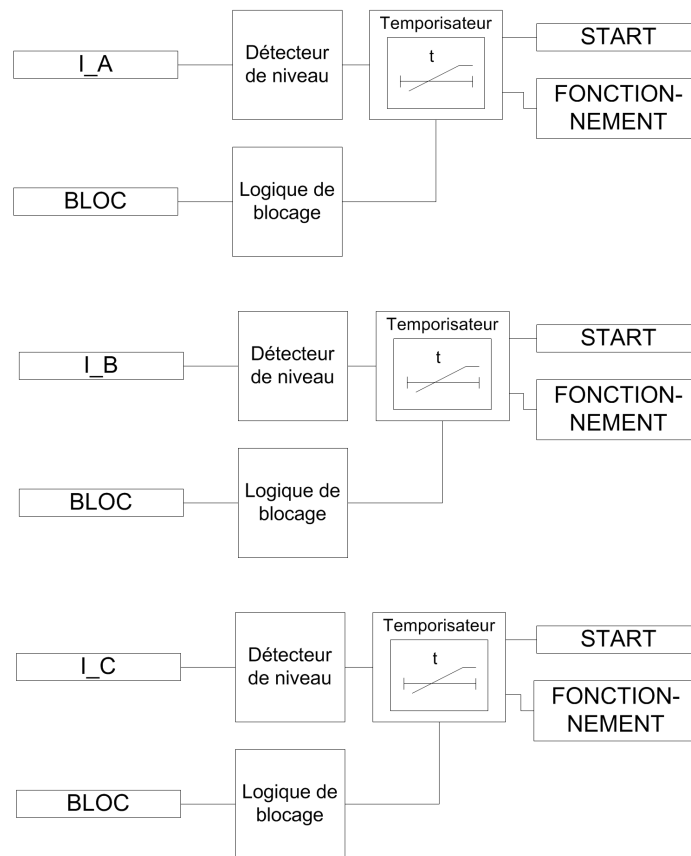 Temporisateur
START
I_A
Détecteur
de niveau
t
FONCTION-
NEMENT
BLOC
Logique de
blocage
Temporisateur
START
I_B
Détecteur
de niveau
t
FONCTION-
NEMENT
BLOC
Logique de
blocage
Temporisateur
START
I_C
Détecteur
de niveau
t
FONCTION-
NEMENT
BLOC
Logique de
blocage